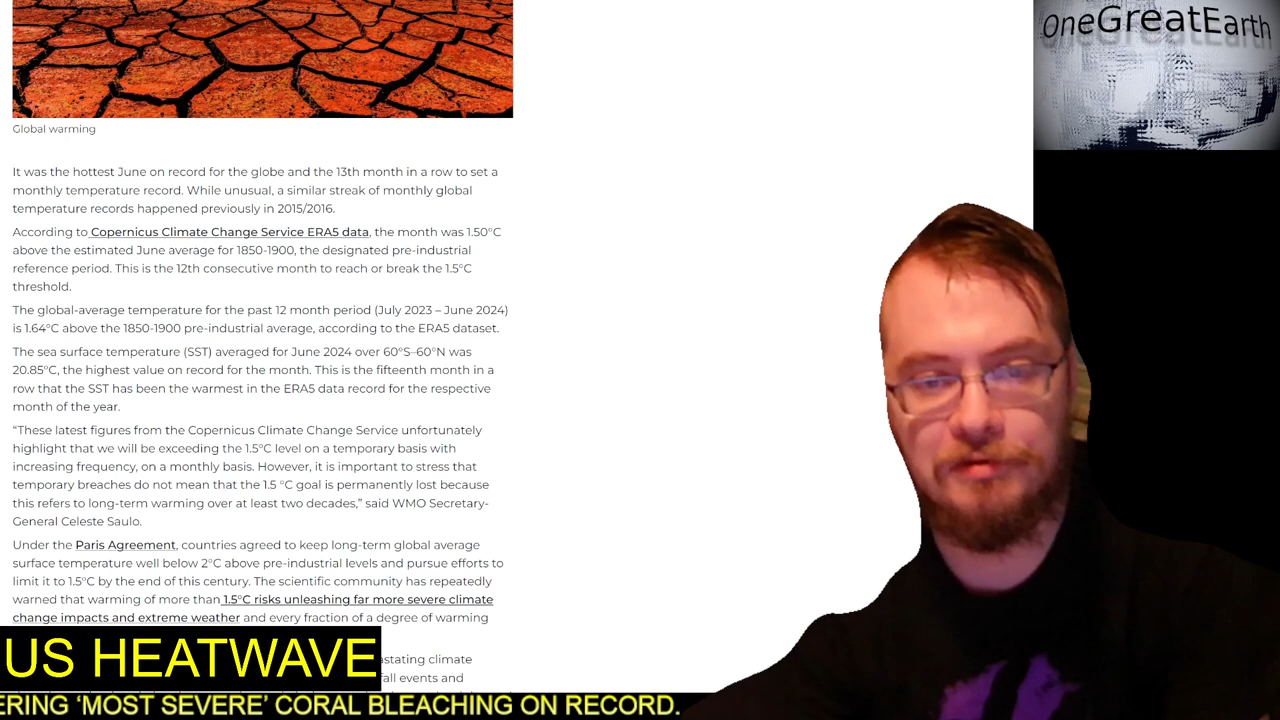 OneGreatEarth
Global warming
It was the hottest June on record for the globe and the 13th month in a row to set a
monthly temperature record. While unusual, a similar streak of monthly global
temperature records happened previously in 2015/2016.
According to Copernicus Climate Change Service ERA5 data, the month was 1.50°C
above the estimated June average for 1850-1900, the designated pre-industrial
reference period. This is the 12th consecutive month to reach or break the 1.5°C
threshold.
The global-average temperature for the past 12 month period (July 2023 – June 2024)
is 1.64°C above the 1850-1900 pre-industrial average, according to the ERA5 dataset.
The sea surface temperature (SST) averaged for June 2024 over 60°S–60°N was
20.85°C, the highest value on record for the month. This is the fifteenth month in a
row that the SST has been the warmest in the ERA5 data record for the respective
month of the year.
“These latest figures from the Copernicus Climate Change Service unfortunately
highlight that we will be exceeding the 1.5°C level on a temporary basis with
increasing frequency, on a monthly basis. However, it is important to stress that
temporary breaches do not mean that the 1.5 °C goal is permanently lost because
this refers to long-term warming over at least two decades,” said WMO Secretary-
General Celeste Saulo.
Under the Paris Agreement, countries agreed to keep long-term global average
surface temperature well below 2°C above pre-industrial levels and pursue efforts to
limit it to 1.5°C by the end of this century. The scientific community has repeatedly
warned that warming of more than 1.5°C risks unleashing far more severe climate
change impacts and extreme weather and every fraction of a degree of warming
astating climate
fall events and
US HEATWAVE
ERING ‘MOST SEVERE’ CORAL BLEACHING ON RECORD.